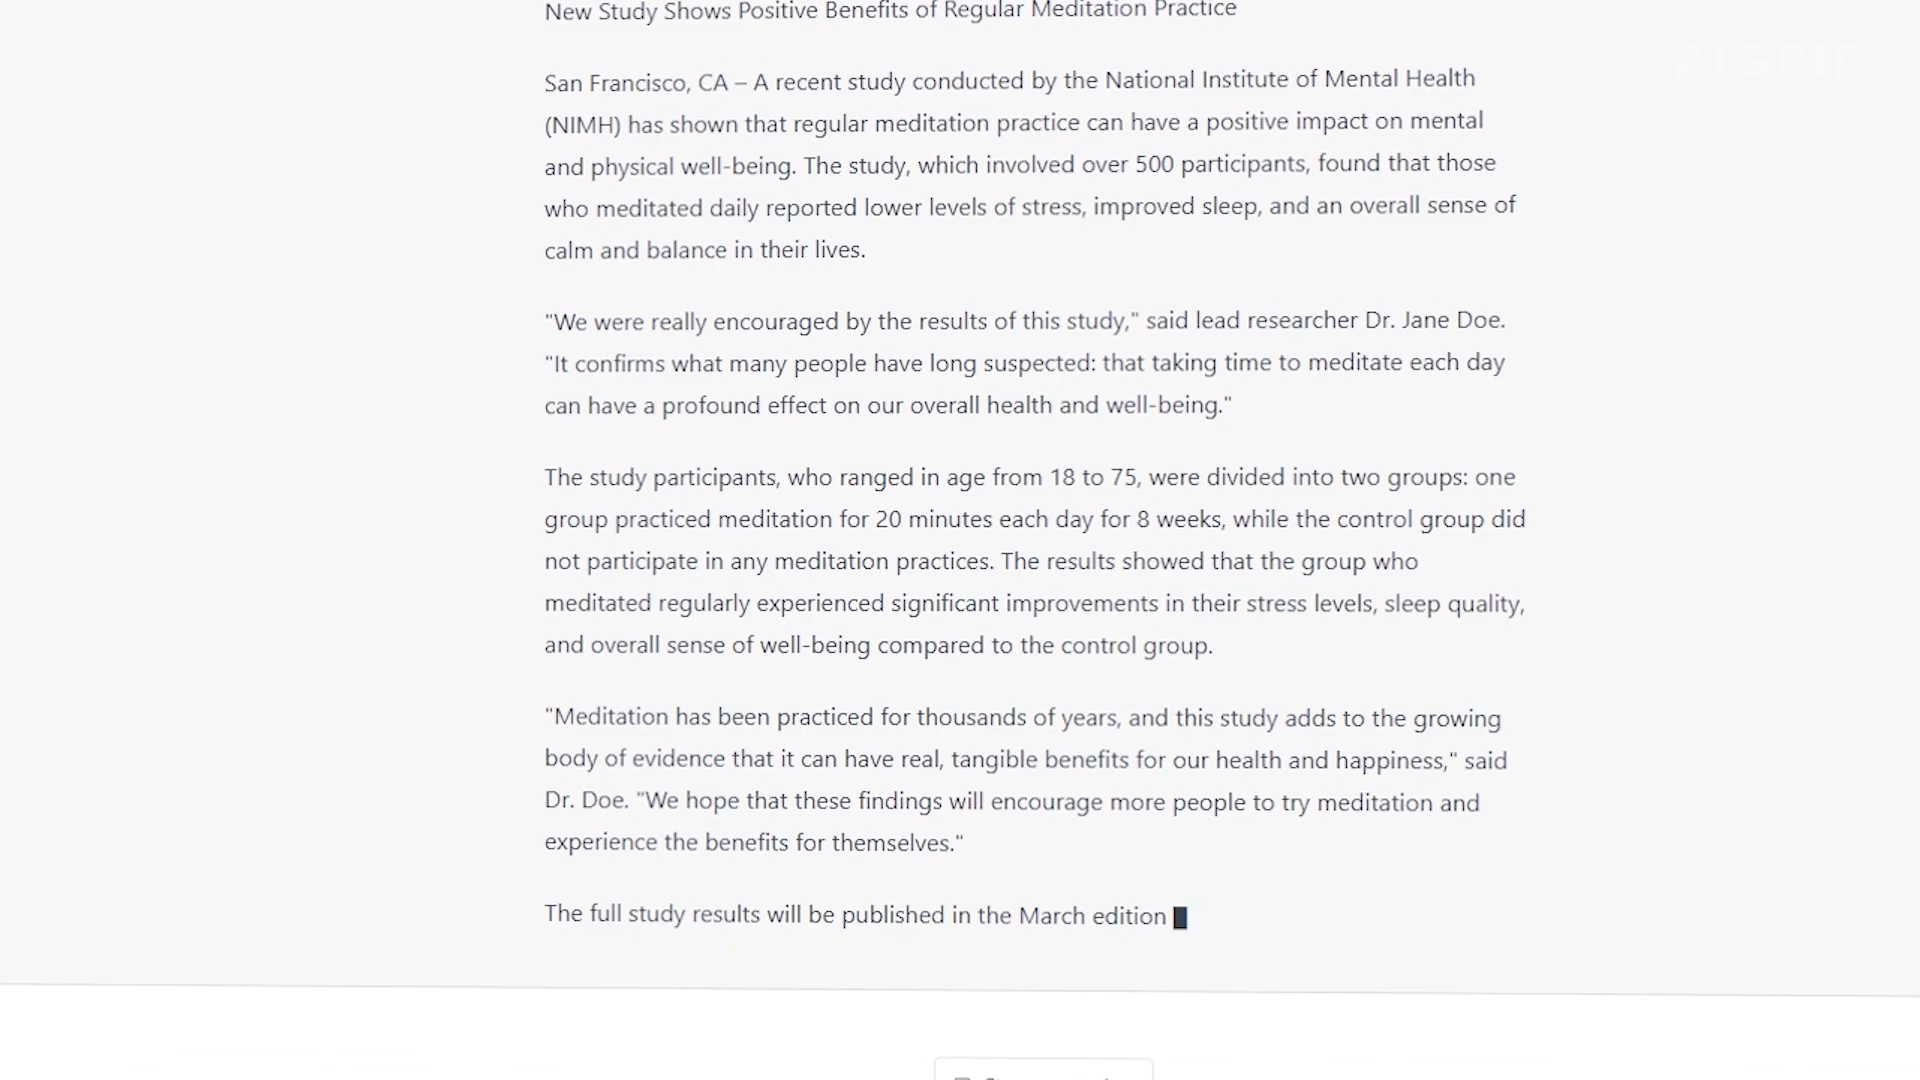 New Study Shows Positive Benefits of Regular Meditation Practice
AIGRID
San Francisco, CA – A recent study conducted by the National Institute of Mental Health
(NIMH) has shown that regular meditation practice can have a positive impact on mental
and physical well-being. The study, which involved over 500 participants, found that those
who meditated daily reported lower levels of stress, improved sleep, and an overall sense of
calm and balance in their lives.
"We were really encouraged by the results of this study," said lead researcher Dr. Jane Doe.
"It confirms what many people have long suspected: that taking time to meditate each day
can have a profound effect on our overall health and well-being."
The study participants, who ranged in age from 18 to 75, were divided into two groups: one
group practiced meditation for 20 minutes each day for 8 weeks, while the control group did
not participate in any meditation practices. The results showed that the group who
meditated regularly experienced significant improvements in their stress levels, sleep quality,
and overall sense of well-being compared to the control group.
"Meditation has been practiced for thousands of years, and this study adds to the growing
body of evidence that it can have real, tangible benefits for our health and happiness," said
Dr. Doe. "We hope that these findings will encourage more people to try meditation and
experience the benefits for themselves."
The full study results will be published in the March edition